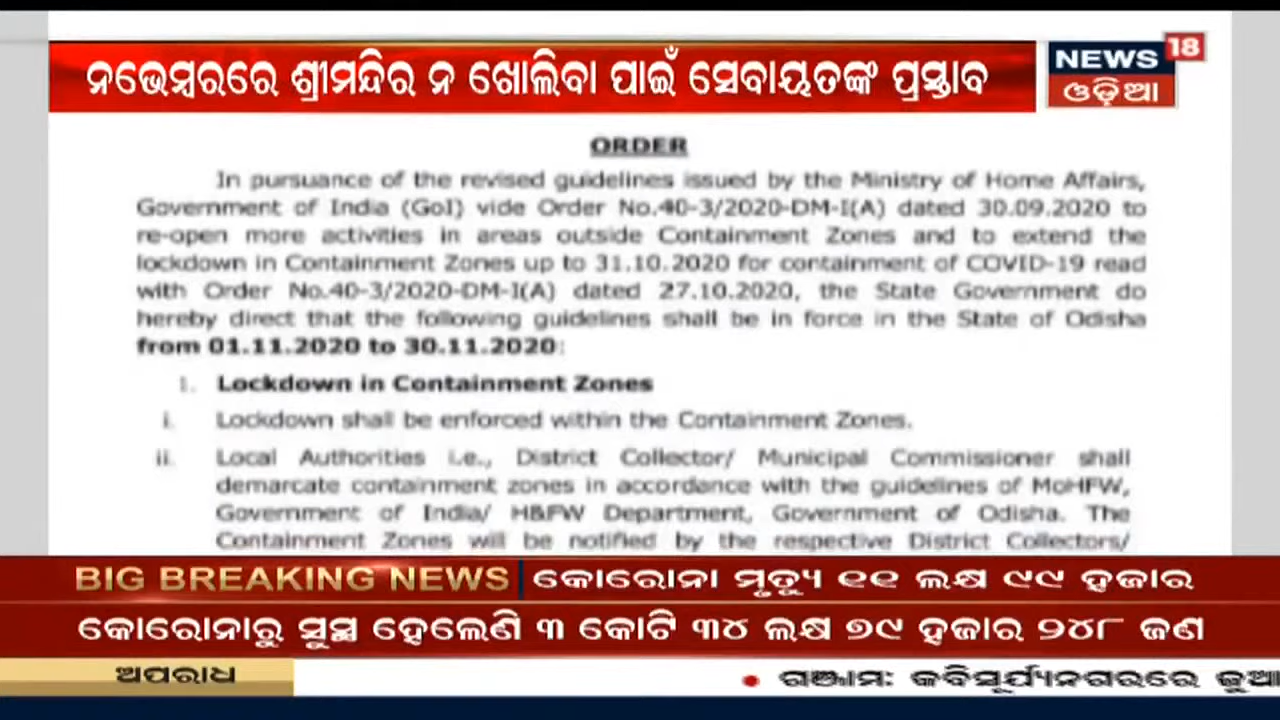 ନଭେମ୍ବରରେ ଶ୍ରୀମନ୍ଦିର ନ ଖୋଲିବା ପାଇଁ ସେବାୟତଙ୍କ ପ୍ରସ୍ତାବ
NEWS 18
ଓଡ଼ିଆ
ORDER
In pursuance of the revised guidelines issued by the Ministry of Home Affairs,
Government of India (GoI) vide Order No.40-3/2020-DM-I(A) dated 30.09.2020 to
re-open more activities in areas outside Containment Zones and to extend the
lockdown in Containment Zones up to 31.10.2020 for containment of COVID-19 read
with Order No.40-3/2020-DM-I(A) dated 27.10.2020, the State Government do
hereby direct that the following guidelines shall be in force in the State of Odisha
from 01.11.2020 to 30.11.2020:
1. Lockdown in Containment Zones
i. Lockdown shall be enforced within the Containment Zones.
ii. Local Authorities i.e., District Collector/ Municipal Commissioner shall
demarcate containment zones in accordance with the guidelines of MoHFW,
Government of India/ H&FW Department, Government of Odisha. The
Containment Zones will be notified by the respective District Collectors/
BIG BREAKING NEWS କୋରୋନା ମୃତ୍ୟୁ ୧୧ ଲକ୍ଷ ୯୯ ହଜାର
କୋରୋନାରୁ ସୁସ୍ଥ ହେଲେଣି ୩ କୋଟି ୩୪ ଲକ୍ଷ ୭୯ ହଜାର ୨୪୮ ଜଣ
ଅପରାଧ
• ଗଞ୍ଜାମ: କବିସୂର୍ଯ୍ୟନଗରରେ ଜୁଆ